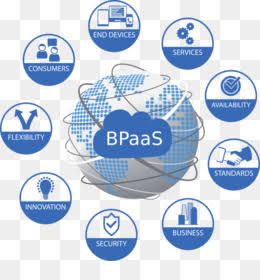 END DEVICES
SERVICES
CONSUMERS
AVAILABILITY
BPaaS
FLEXIBILITY
STANDARDS
INNOVATION
BUSINESS
SECURITY